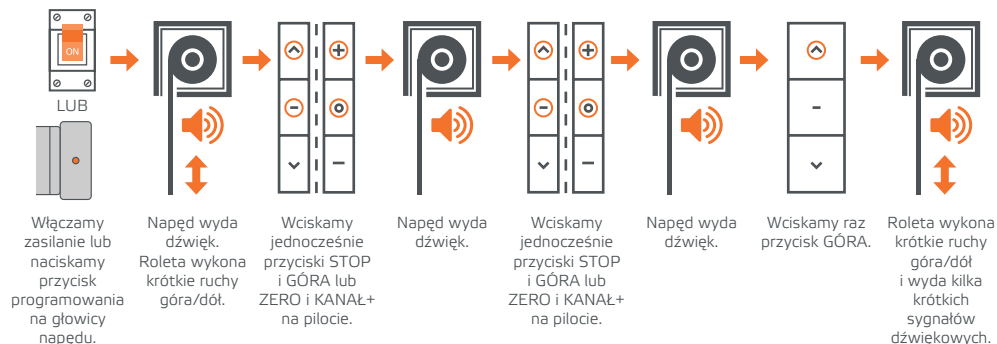 ON
LUB
Włączamy
zasilanie lub
naciskamy
przycisk
programowania
na głowicy
napędu.
Napęd wyda
dźwięk.
Roleta wykona
krótkie ruchy
góra/dół.
Wciskamy
jednocześnie
przyciski STOP
i GÓRA lub
ZERO i KANAŁ+
na pilocie.
Napęd wyda
dźwięk.
Wciskamy
jednocześnie
przyciski STOP
i GÓRA lub
ZERO i KANAŁ+
na pilocie.
Napęd wyda
dźwięk.
Wciskamy raz
przycisk GÓRA.
Roleta wykona
krótkie ruchy
góra/dół
i wyda kilka
krótkich
sygnałów
dźwiękowych.